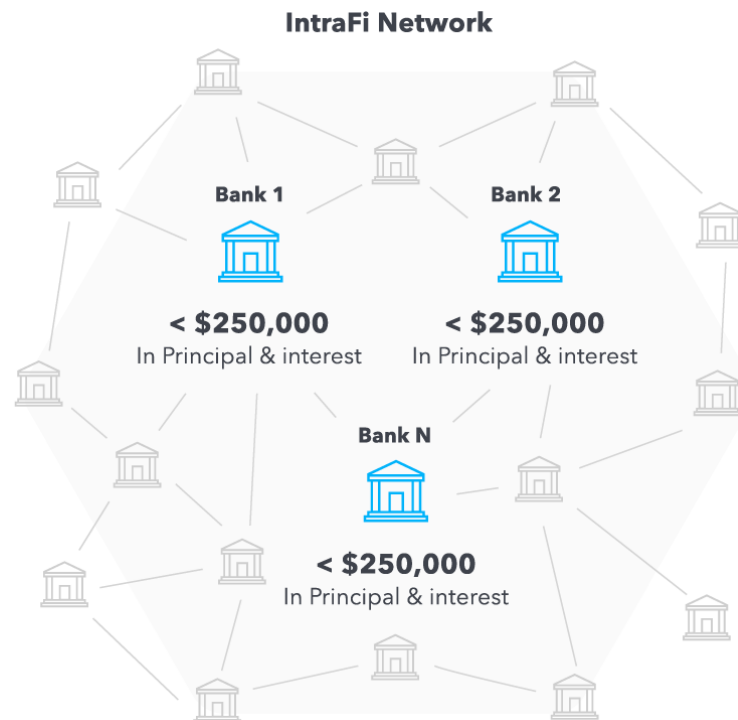 IntraFi Network
Bank 1
Bank 2
< $250,000
In Principal & interest
< $250,000
In Principal & interest
Bank N
< $250,000
In Principal & interest